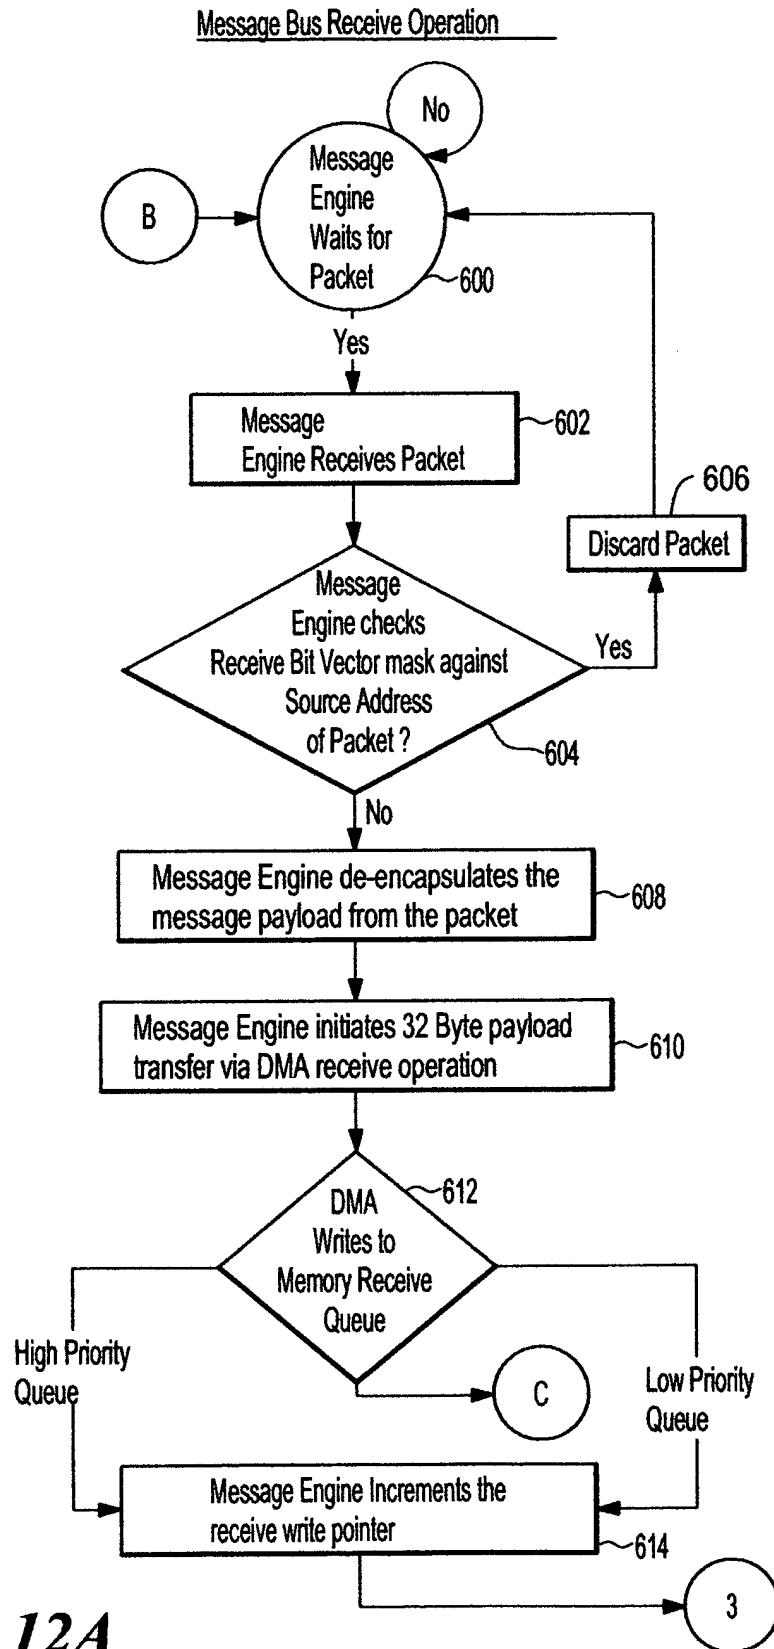 Message Bus Receive Operation
No
Message
Engine
Waits for
Packet
B
600
Yes
Message
Engine Receives Packet
602
606
Discard Packet
Message
Engine checks
Receive Bit Vector mask against
Source Address
of Packet ?
Yes
604
No
Message Engine de-encapsulates the
message payload from the packet
608
Message Engine initiates 32 Byte payload
transfer via DMA receive operation
610
DMA
Writes to
Memory Receive
Queue
612
High Priority
Queue
C
Low Priority
Queue
Message Engine Increments the
receive write pointer
614
3
12A